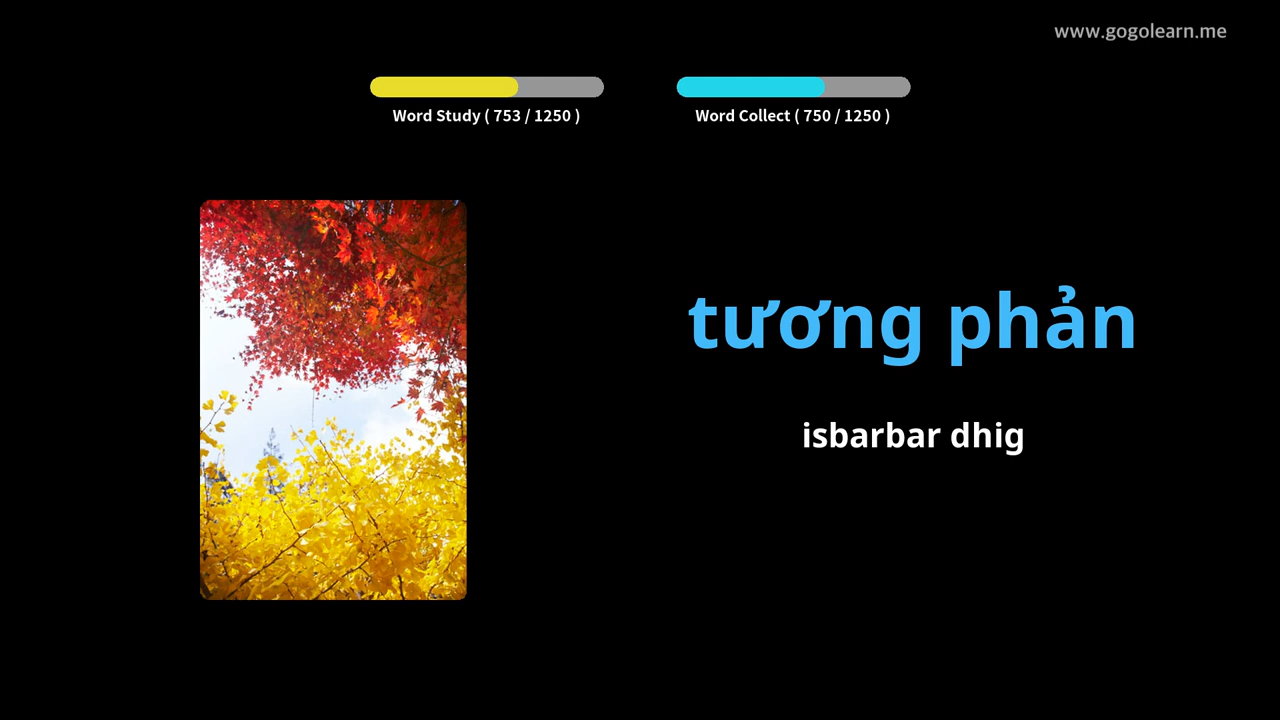 www.gogolearn.me
Word Study ( 753 / 1250 )
Word Collect ( 750 / 1250 )
tương phản
isbarbar dhig